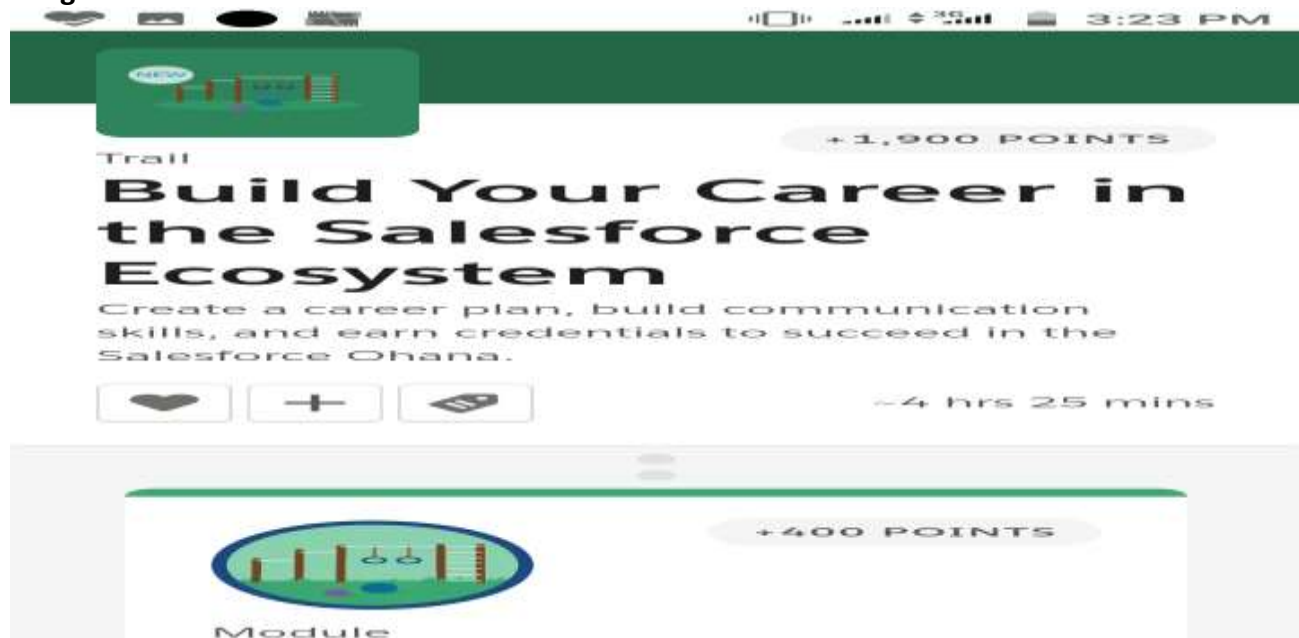 3G
3:23 PM
NEW
+1,900 POINTS
Trail
Build Your Career in
the Salesforce
Ecosystem
Create a career plan, build communication
skills, and earn credentials to succeed in the
Salesforce Ohana.
~4 hrs 25 mins
+400 POINTS
Module